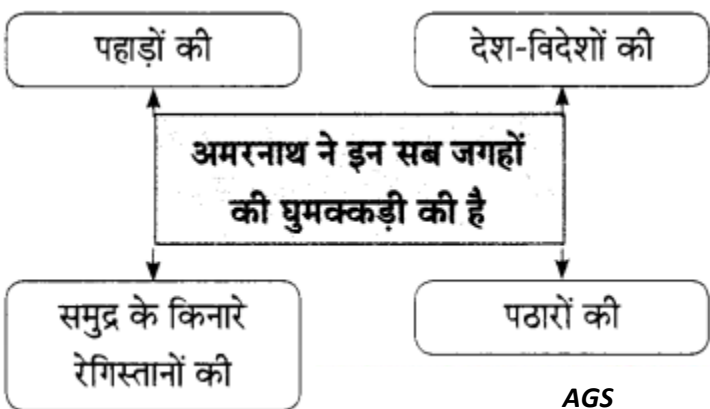 पहाड़ों की
देश-विदेशों की
अमरनाथ ने इन सब जगहों
की घुमक्कड़ी की है
समुद्र के किनारे
रेगिस्तानों की
पठारों की
AGS